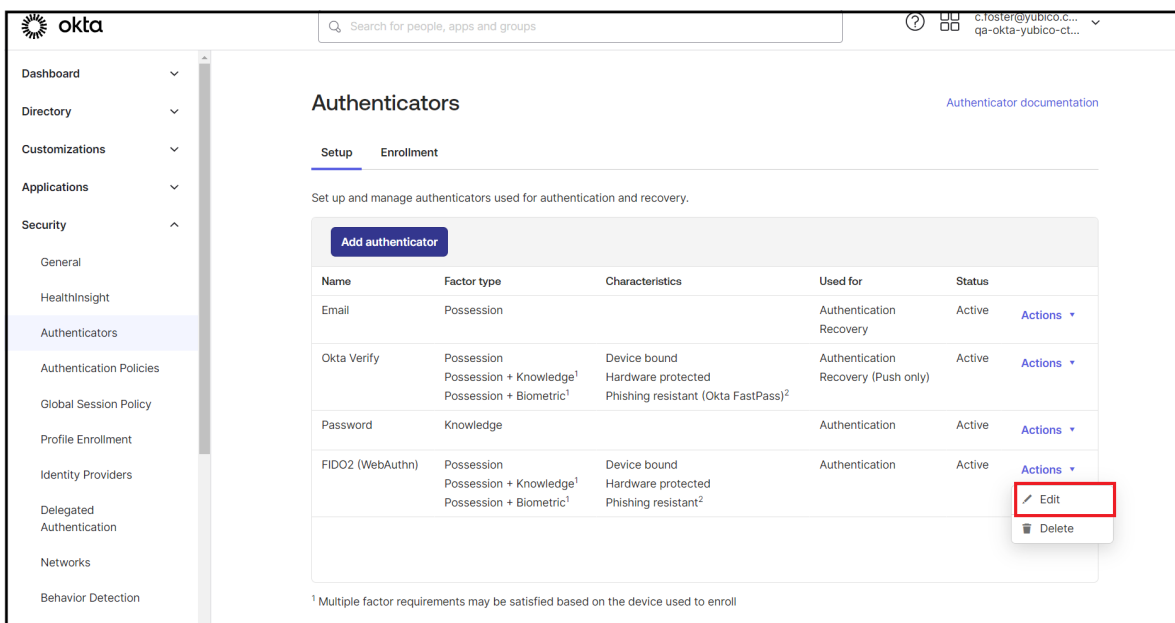 okta
Search for people, apps and groups
c.foster@yubico.c...
qa-okta-yubico-ct...
Dashboard
Directory
Customizations
Applications
Security
General
HealthInsight
Authenticators
Authentication Policies
Global Session Policy
Profile Enrollment
Identity Providers
Delegated
Authentication
Networks
Behavior Detection
Authenticators
Authenticator documentation
Setup Enrollment
Set up and manage authenticators used for authentication and recovery.
Add authenticator
Name Factor type Characteristics Used for Status
Email Possession Authentication Active Actions
Recovery
Okta Verify Possession Device bound Authentication Active Actions
Possession + Knowledge¹ Hardware protected Recovery (Push only)
Possession + Biometric¹ Phishing resistant (Okta FastPass)²
Password Knowledge Authentication Active Actions
FIDO2 (WebAuthn) Possession Device bound Authentication Active Actions
Possession + Knowledge¹ Hardware protected
Possession + Biometric¹ Phishing resistant²
Edit
Delete
¹ Multiple factor requirements may be satisfied based on the device used to enroll